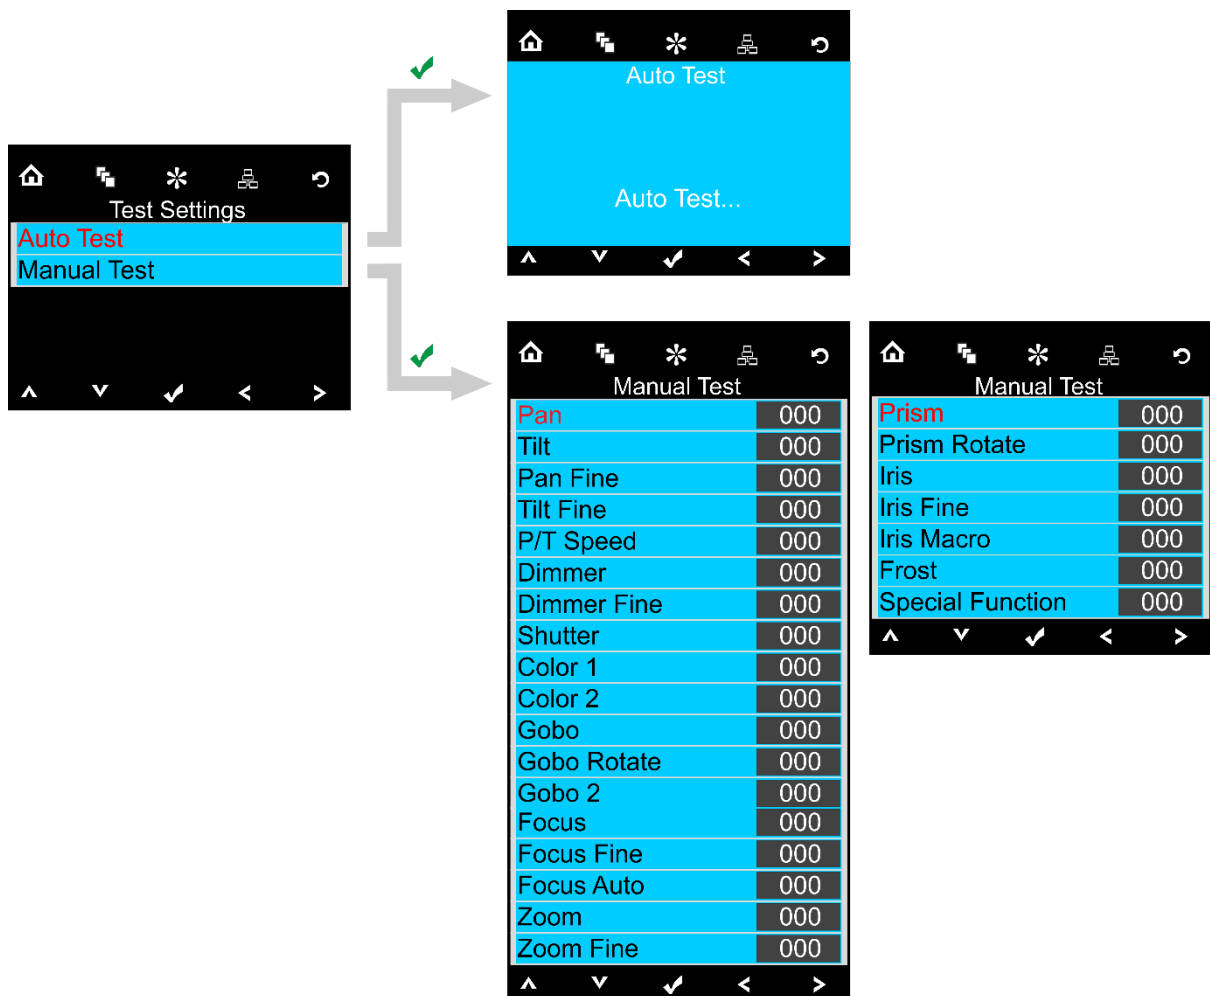 Test Settings
Auto Test
Manual Test
Auto Test
Auto Test...
Manual Test
Pan 000
Tilt 000
Pan Fine 000
Tilt Fine 000
P/T Speed 000
Dimmer 000
Dimmer Fine 000
Shutter 000
Color 1 000
Color 2 000
Gobo 000
Gobo Rotate 000
Gobo 2 000
Focus 000
Focus Fine 000
Focus Auto 000
Zoom 000
Zoom Fine 000
Manual Test
Prism 000
Prism Rotate 000
Iris 000
Iris Fine 000
Iris Macro 000
Frost 000
Special Function 000